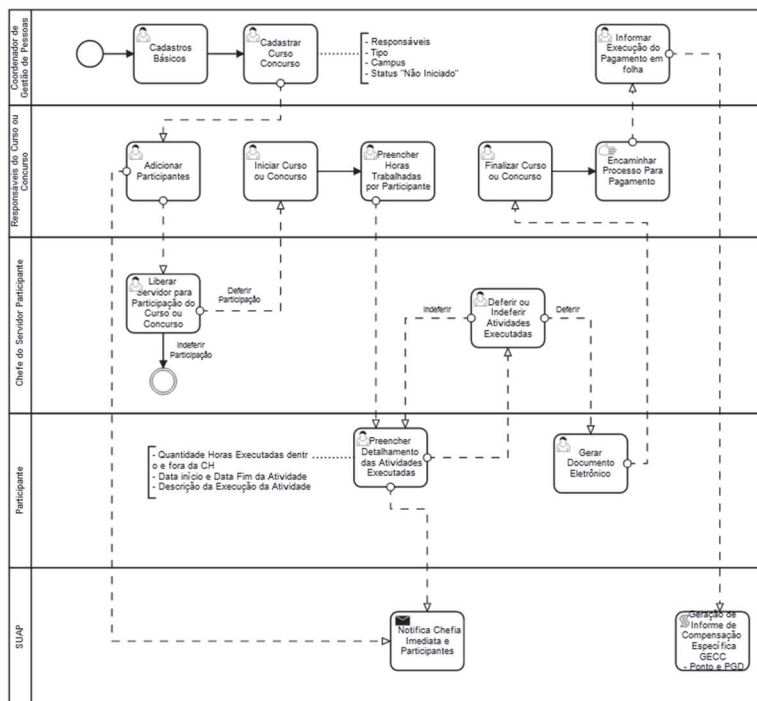 Coordenador de
Gestão de Pessoas
Cadastros
Básicos
Cadastrar
Curso
Concurso
- Responsáveis
- Tipo
- Campus
- Status "Não Iniciado"
Informar
Execução do
Pagamento em
folha
Responsáveis do Curso ou
Concurso
Adicionar
Participantes
Iniciar Curso
ou Concurso
Preencher
Horas
Trabalhadas
por Participante
Finalizar Curso
ou Concurso
Encaminhar
Processo Para
Pagamento
Chefe do Servidor Participante
Liberar
Servidor para
Participação do
Curso ou
Concurso
Deferir
Participação
Indeferir
Participação
Indeferir
Deferir ou
Indeferir
Atividades
Executadas
Deferir
Participante
- Quantidade Horas Executadas dentr
o e fora da CH
- Data início e Data Fim da Atividade
- Descrição da Execução da Atividade
Preencher
Detalhamento
das Atividades
Executadas
Gerar
Documento
Eletrônico
SUAP
Notifica Chefia
Imediata e
Participantes
Geração de
Informe de
Compensação
Específica
GECC
- Ponto e PGD